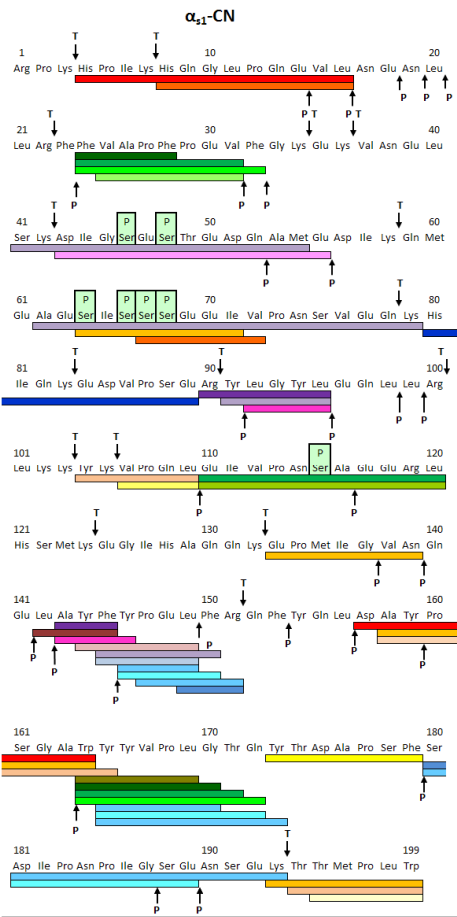 αs1-CN
T T
1 10 20
Arg Pro Lys His Pro Ile Lys His Gln Gly Leu Pro Gln Glu Val Leu Asn Glu Asn Leu
P P P
P T P T
T
21 30 40
Leu Arg Phe Phe Val Ala Pro Phe Pro Glu Val Phe Gly Lys Glu Lys Val Asn Glu Leu
P P P
T P P T
41 50 60
Ser Lys Asp Ile Gly Ser Glu Ser Thr Glu Asp Gln Ala Met Glu Asp Ile Lys Gln Met
P P
P P P P T
61 70 80
Glu Ala Glu Ser Ile Ser Ser Ser Glu Glu Ile Val Pro Asn Ser Val Glu Gln Lys His
T T T
81 90 100
Ile Gln Lys Glu Asp Val Pro Ser Glu Arg Tyr Leu Gly Tyr Leu Glu Gln Leu Leu Arg
P P P P
T T P
101 110 120
Leu Lys Lys Tyr Lys Val Pro Gln Leu Glu Ile Val Pro Asn Ser Ala Glu Glu Arg Leu
P P
T T
121 130 140
His Ser Met Lys Glu Gly Ile His Ala Gln Gln Lys Glu Pro Met Ile Gly Val Asn Gln
P P
T
141 150 160
Glu Leu Ala Tyr Phe Tyr Pro Glu Leu Phe Arg Gln Phe Tyr Gln Leu Asp Ala Tyr Pro
P P P P P P P
161 170 180
Ser Gly Ala Trp Tyr Tyr Val Pro Leu Gly Thr Gln Tyr Thr Asp Ala Pro Ser Phe Ser
P P
T
181 190 199
Asp Ile Pro Asn Pro Ile Gly Ser Glu Asn Ser Glu Lys Thr Thr Met Pro Leu Trp
P P